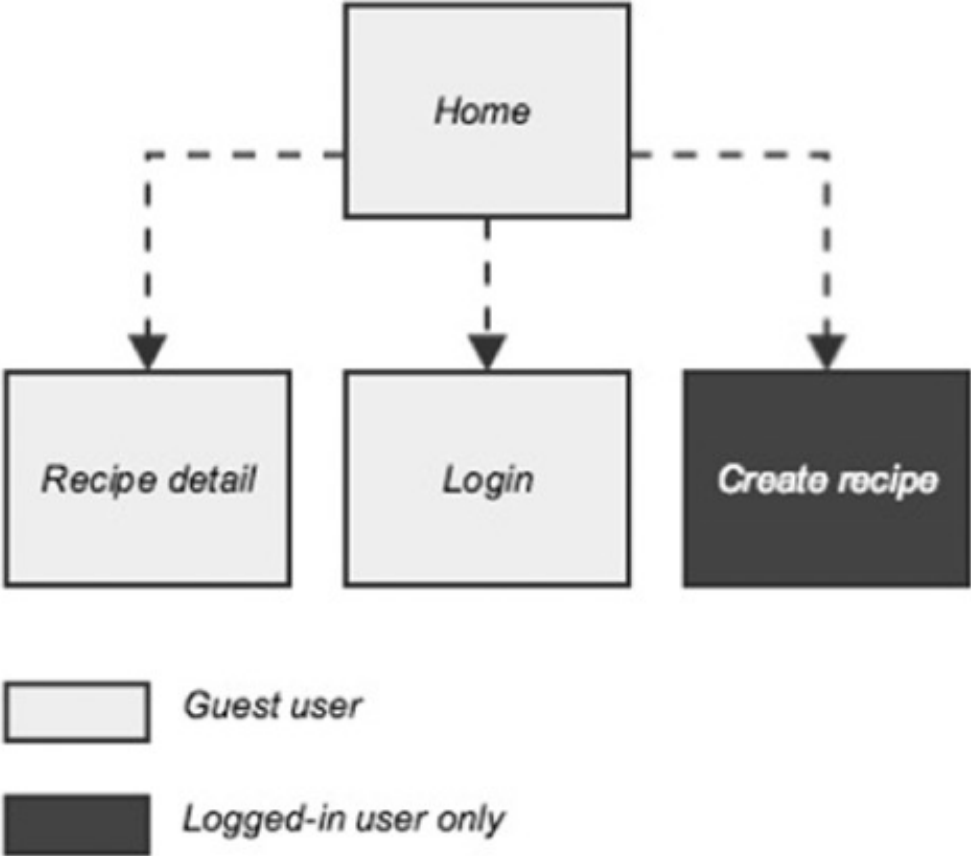 Home
Recipe detail
Login
Create recipe
Guest user
Logged-in user only